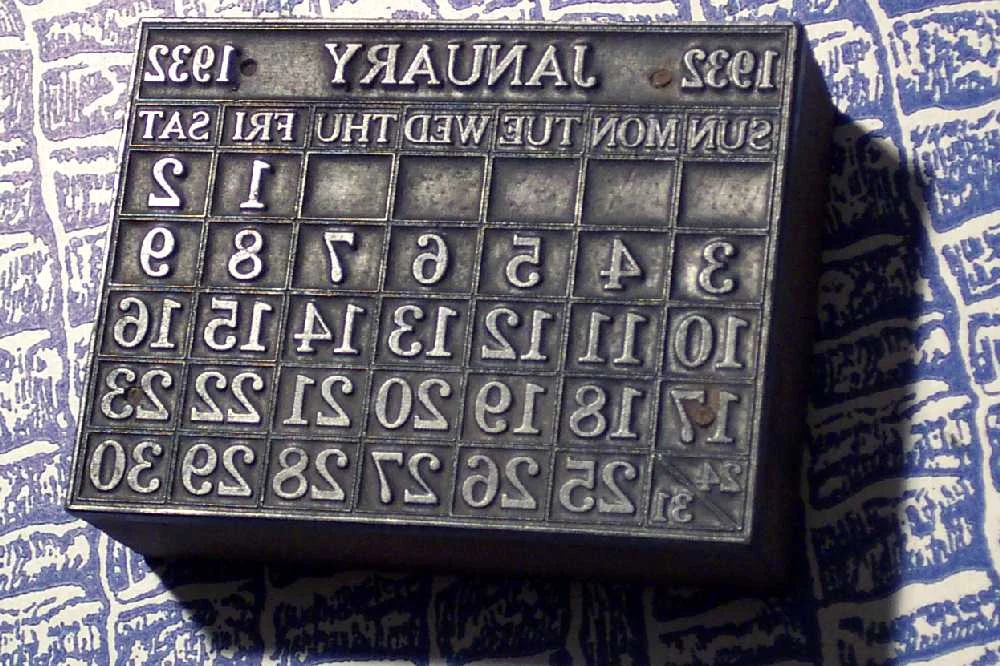 1932 JANUARY 1932
SUN MON TUE WED THU FRI SAT
1 2
3 4 5 6 7 8 9
10 11 12 13 14 15 16
17 18 19 20 21 22 23
24/31 25 26 27 28 29 30